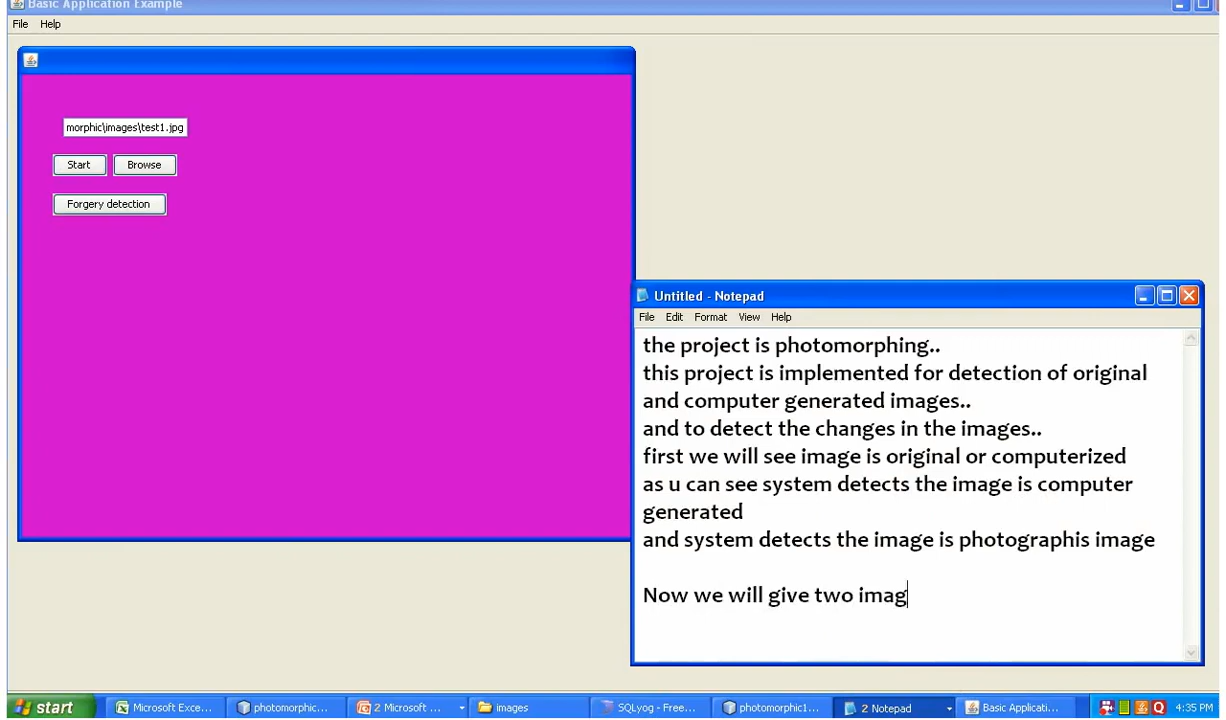 Basic Application Example
File Help
morphic\images\test1.jpg
Start Browse
Forgery detection
Untitled - Notepad
File Edit Format View Help
the project is photomorphing..
this project is implemented for detection of original
and computer generated images..
and to detect the changes in the images..
first we will see image is original or computerized
as u can see system detects the image is computer
generated
and system detects the image is photographis image
Now we will give two imag
start Microsoft Exce... photomorphic... 2 Microsoft ... images SQLyog - Free... photomorphic1... 2 Notepad Basic Applicati... 4:35 PM